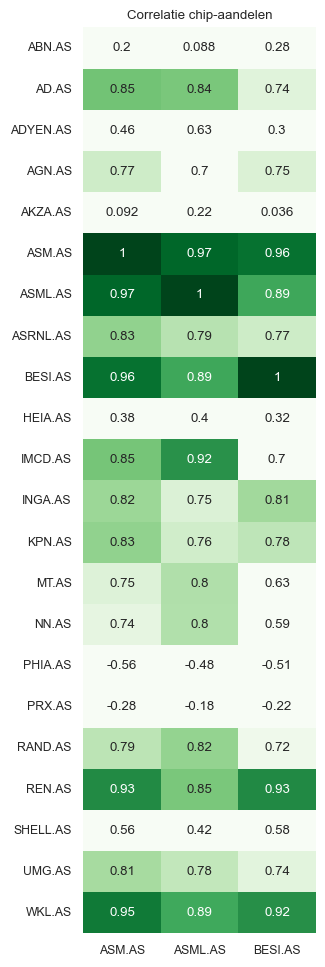 Correlatie chip-aandelen
ABN.AS 0.2 0.088 0.28
AD.AS 0.85 0.84 0.74
ADYEN.AS 0.46 0.63 0.3
AGN.AS 0.77 0.7 0.75
AKZA.AS 0.092 0.22 0.036
ASM.AS 1 0.97 0.96
ASML.AS 0.97 1 0.89
ASRNL.AS 0.83 0.79 0.77
BESI.AS 0.96 0.89 1
HEIA.AS 0.38 0.4 0.32
IMCD.AS 0.85 0.92 0.7
INGA.AS 0.82 0.75 0.81
KPN.AS 0.83 0.76 0.78
MT.AS 0.75 0.8 0.63
NN.AS 0.74 0.8 0.59
PHIA.AS -0.56 -0.48 -0.51
PRX.AS -0.28 -0.18 -0.22
RAND.AS 0.79 0.82 0.72
REN.AS 0.93 0.85 0.93
SHELL.AS 0.56 0.42 0.58
UMG.AS 0.81 0.78 0.74
WKL.AS 0.95 0.89 0.92
ASM.AS ASML.AS BESI.AS